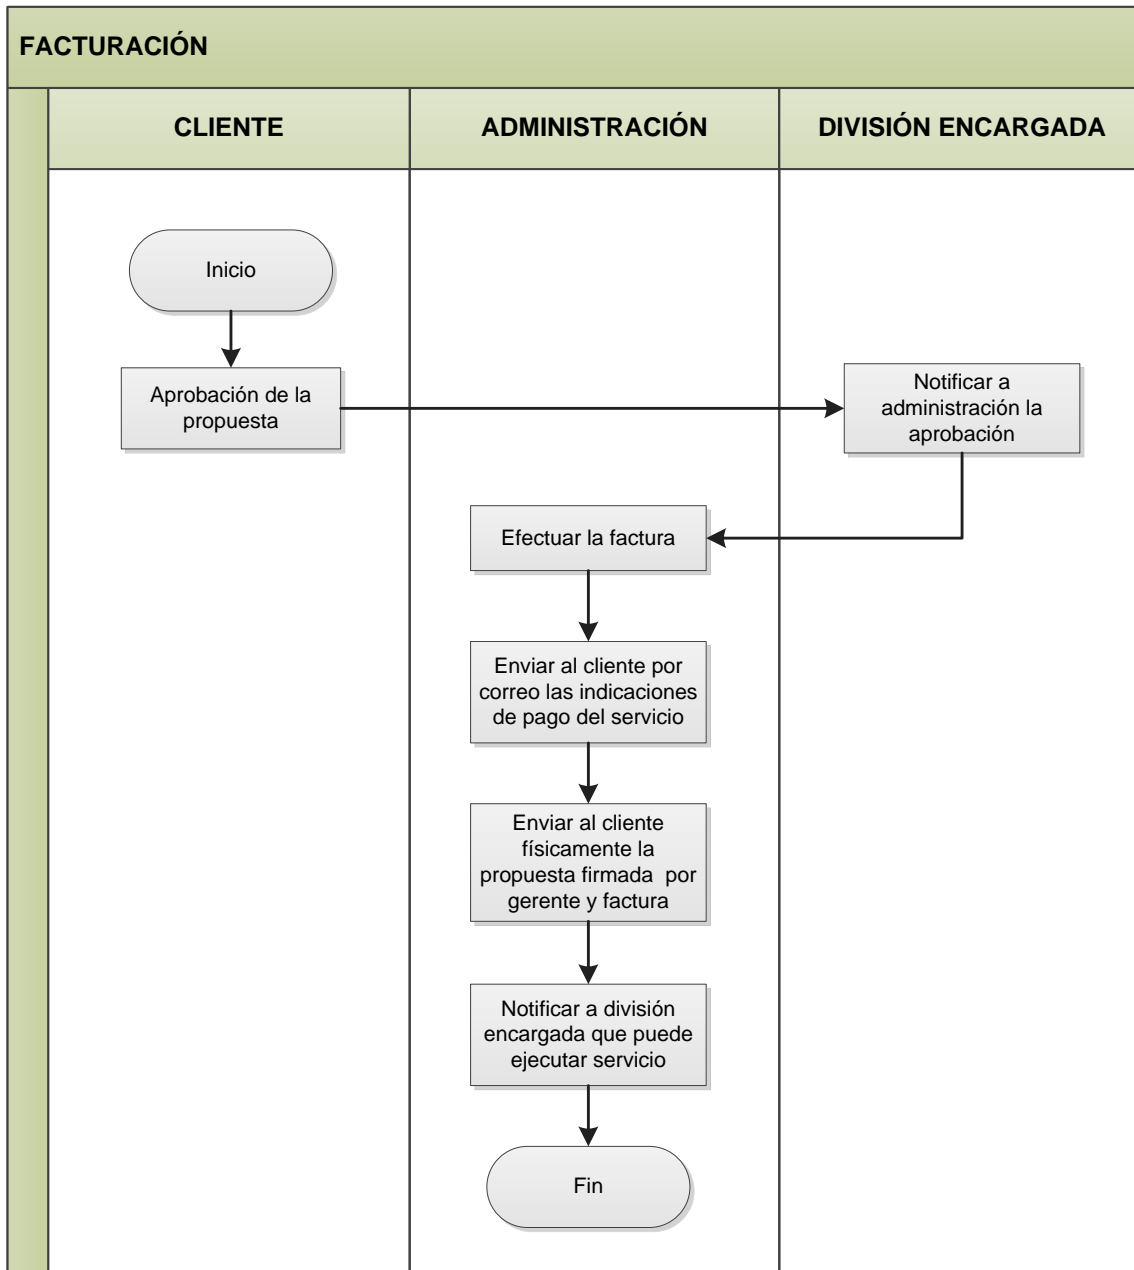 FACTURACIÓN
CLIENTE
ADMINISTRACIÓN
DIVISIÓN ENCARGADA
Inicio
Aprobación de la
propuesta
Notificar a
administración la
aprobación
Efectuar la factura
Enviar al cliente por
correo las indicaciones
de pago del servicio
Enviar al cliente
físicamente la
propuesta firmada  por
gerente y factura
Notificar a división
encargada que puede
ejecutar servicio
Fin